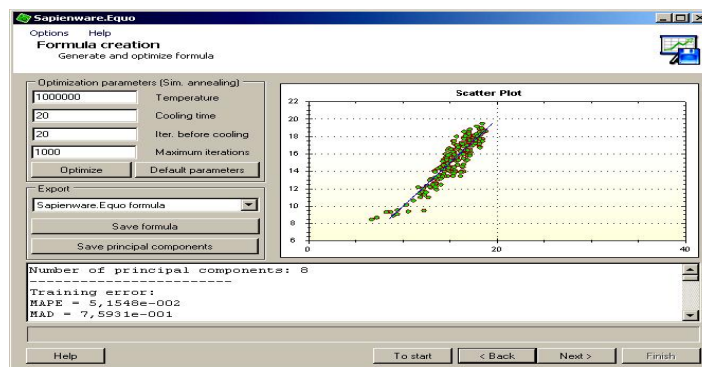 Sapienware.Equo
Options Help
Formula creation
Generate and optimize formula
Optimization parameters (Sim. annealing)
1000000 Temperature
20 Cooling time
20 Iter. before cooling
1000 Maximum iterations
Optimize Default parameters
Export
Sapienware.Equo formula
Save formula
Save principal components
Scatter Plot
22
20
18
16
14
12
10
8
6
0 20 40
Number of principal components: 8
------------------------
Training error:
MAPE = 5,1548e-002
MAD = 7,5931e-001
Help To start < Back Next > Finish